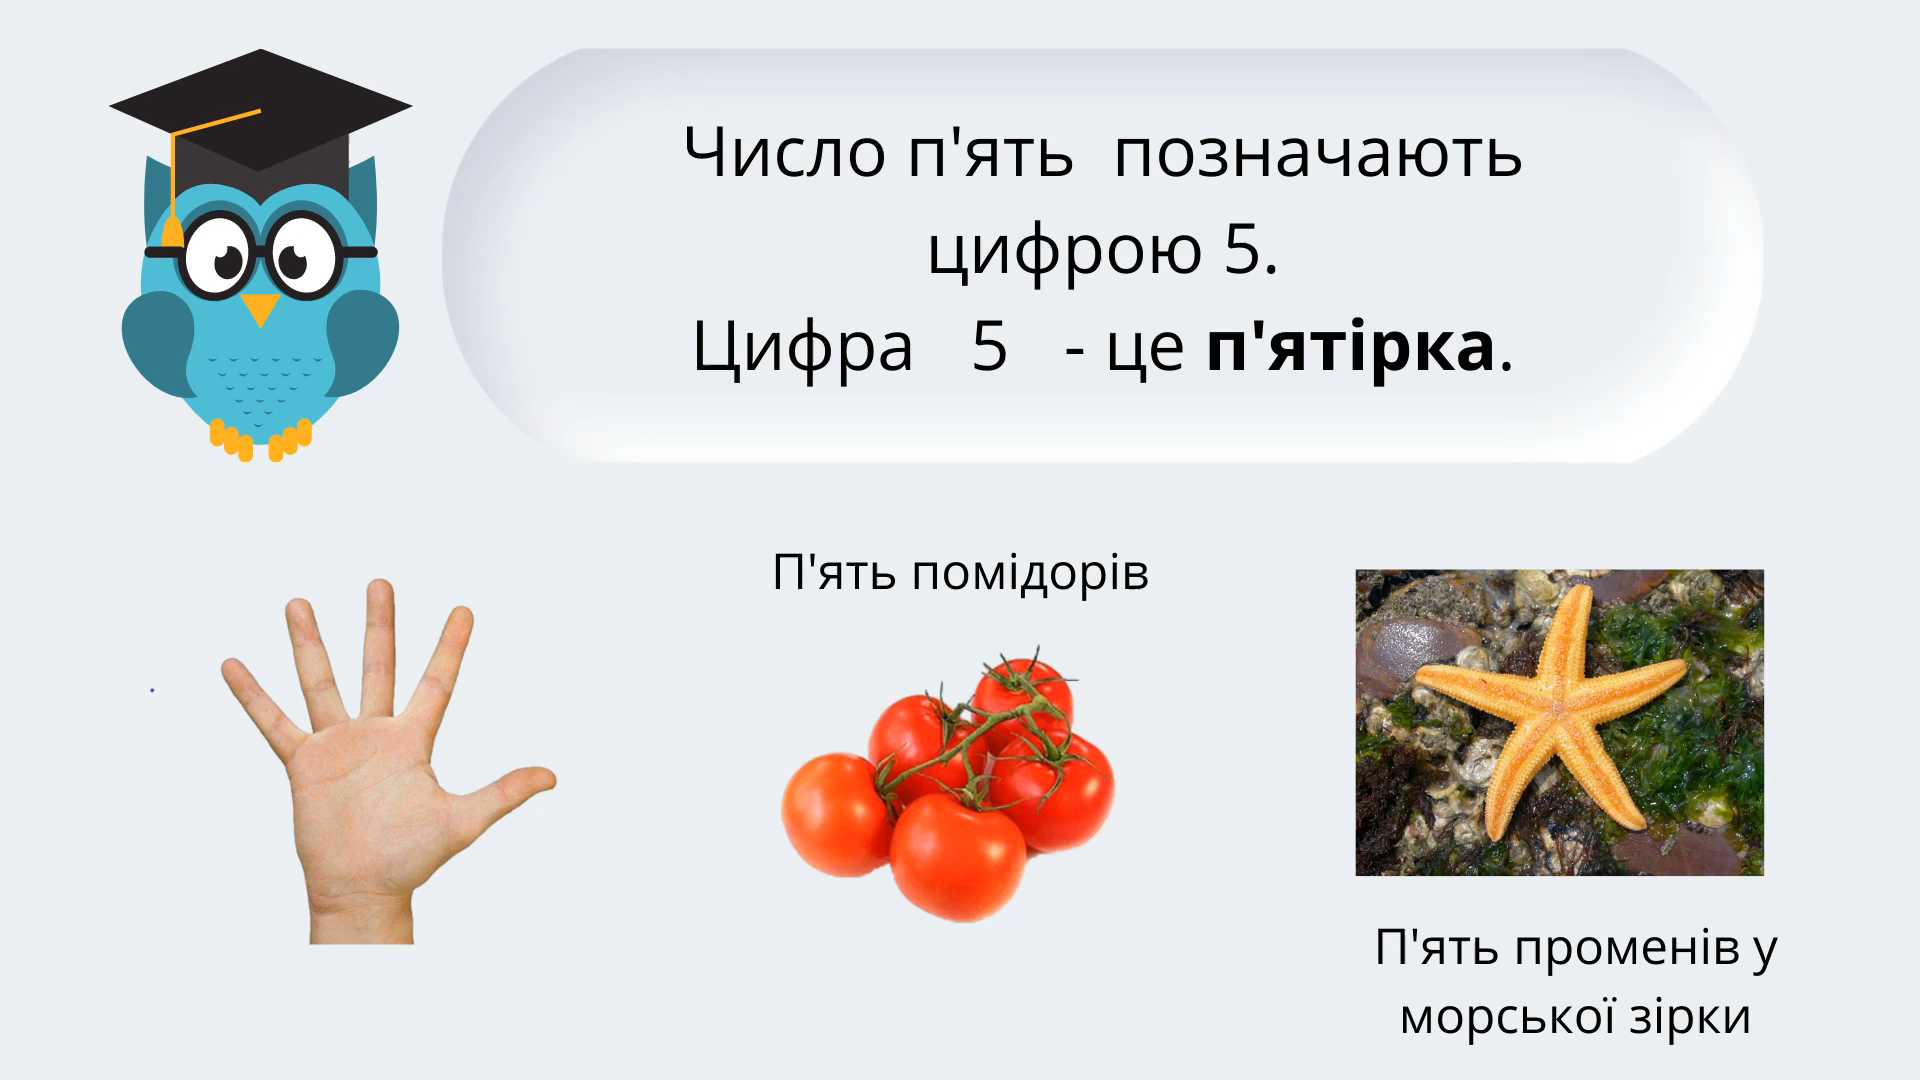 Число п'ять  позначають
цифрою 5.
Цифра   5   - це п'ятірка.
П'ять помідорів
П'ять променів у
морської зірки